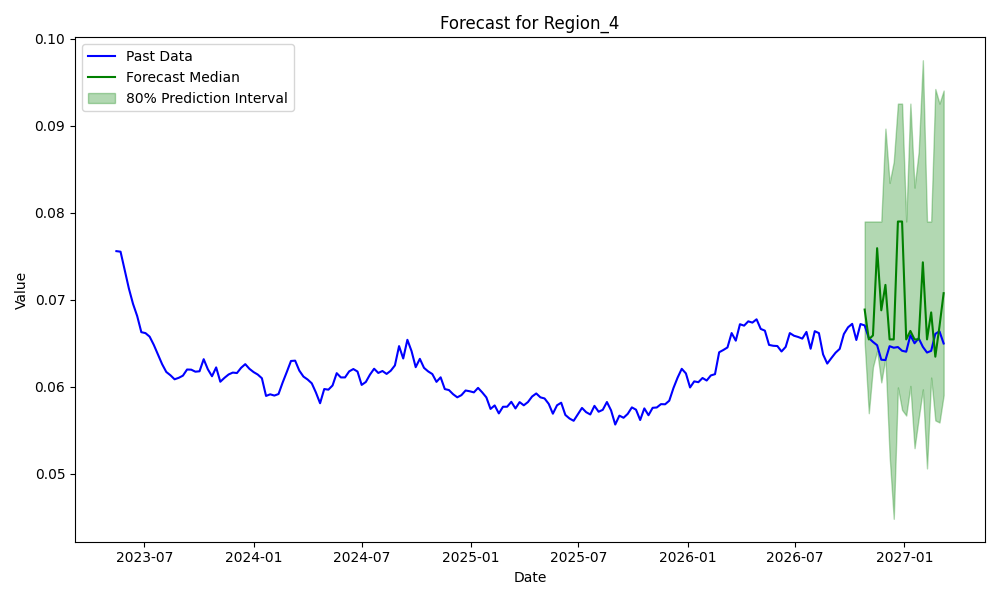 Forecast for Region_4
Past Data
Forecast Median
80% Prediction Interval
Value
0.10
0.09
0.08
0.07
0.06
0.05
2023-07
2024-01
2024-07
2025-01
2025-07
2026-01
2026-07
2027-01
Date